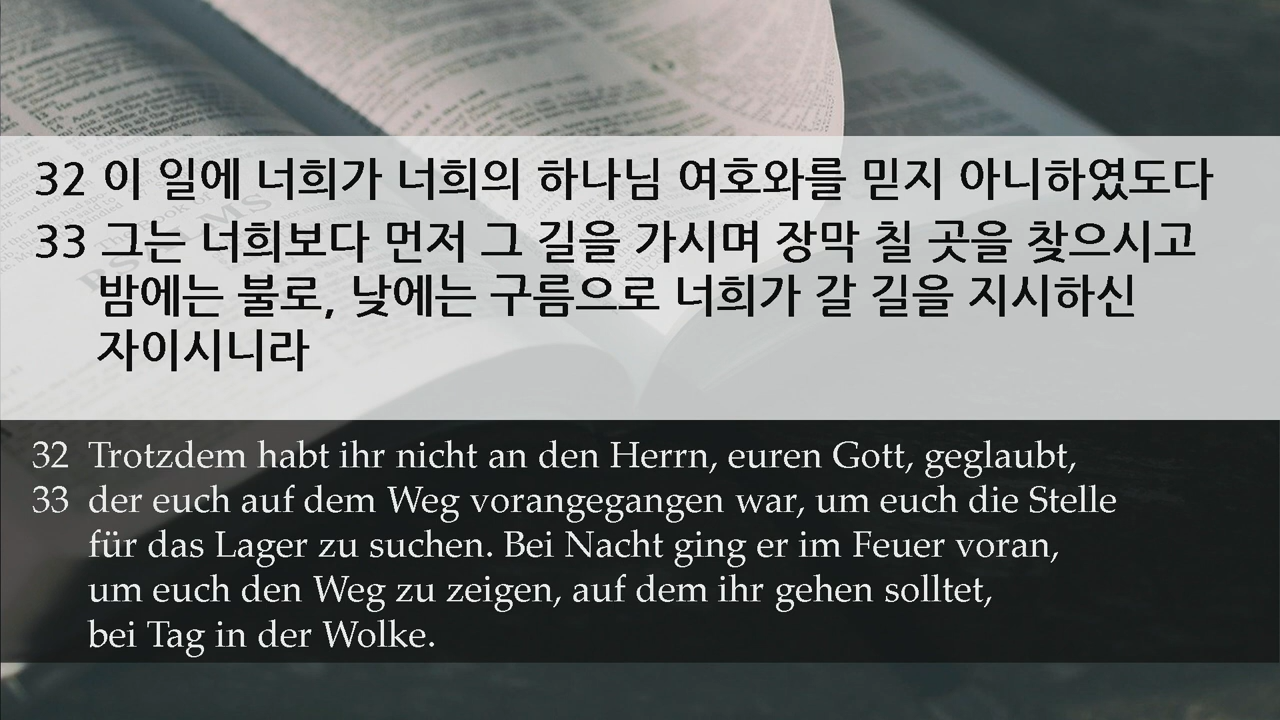 32 이 일에 너희가 너희의 하나님 여호와를 믿지 아니하였도다
33 그는 너희보다 먼저 그 길을 가시며 장막 칠 곳을 찾으시고
밤에는 불로, 낮에는 구름으로 너희가 갈 길을 지시하신
자이시니라
32 Trotzdem habt ihr nicht an den Herrn, euren Gott, geglaubt,
33 der euch auf dem Weg vorangegangen war, um euch die Stelle
für das Lager zu suchen. Bei Nacht ging er im Feuer voran,
um euch den Weg zu zeigen, auf dem ihr gehen solltet,
bei Tag in der Wolke.